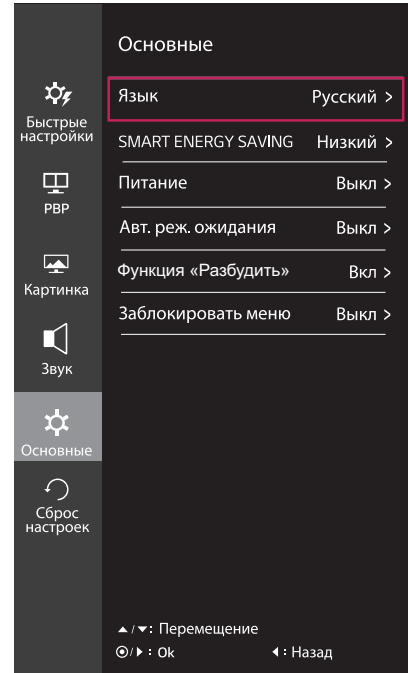 Основные
Быстрые
настройки
PBP
Картинка
Звук
Основные
Сброс
настроек
Язык Русский >
SMART ENERGY SAVING Низкий >
Питание Выкл >
Авт. реж. ожидания Выкл >
Функция «Разбудить» Вкл >
Заблокировать меню Выкл >
▲/▼: Перемещение
◉/▶ : Ok ◀ : Назад